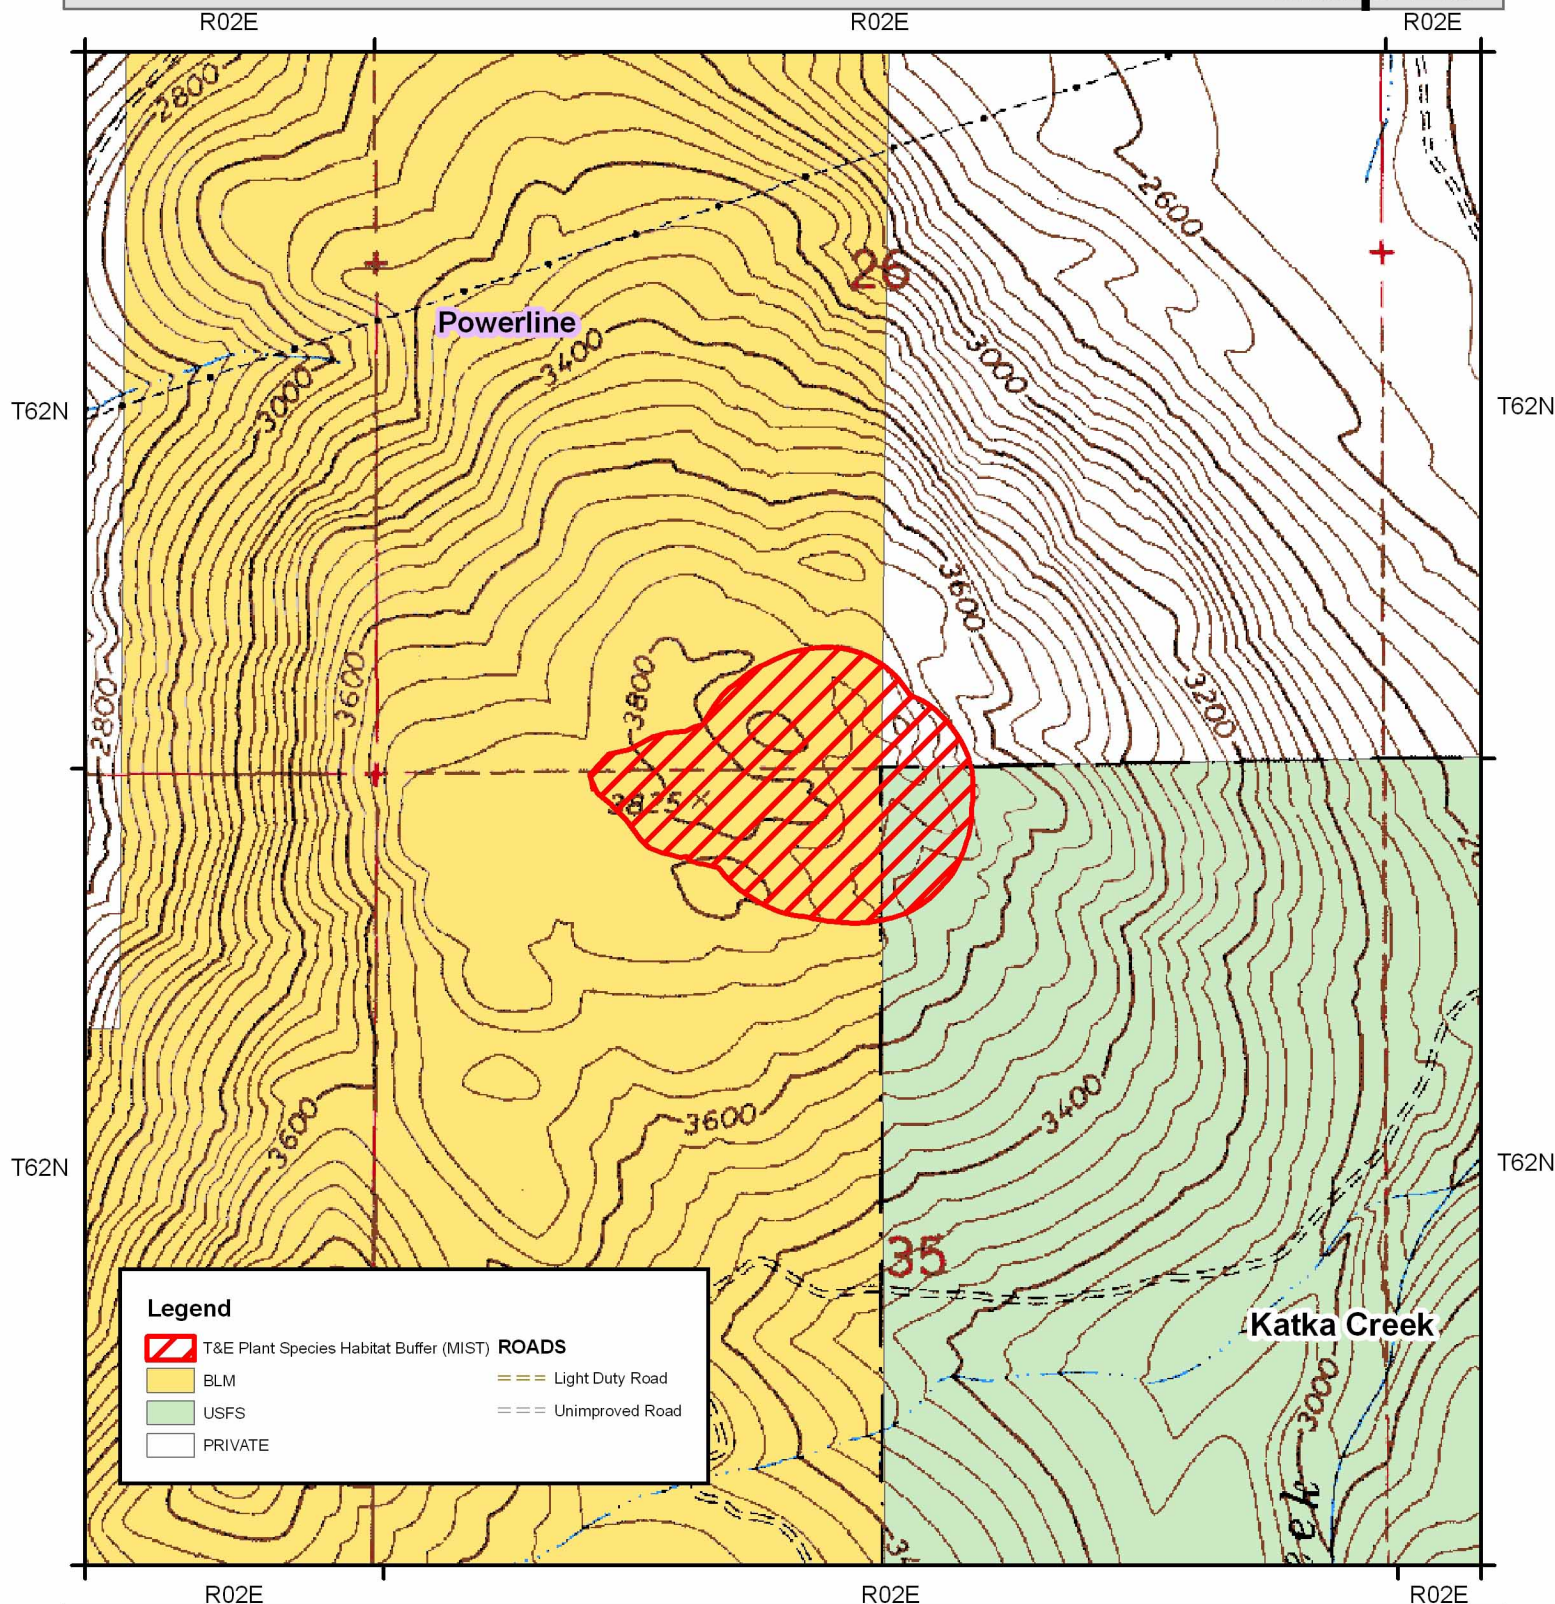 R02E R02E R02E
2800
2600
26
Powerline
3400
3000
3000
T62N T62N
3600
3800
3600
2800
3200
3825
3400
3600
3600
T62N T62N
35
Katka Creek
3000
Legend
T&E Plant Species Habitat Buffer (MIST)
BLM
USFS
PRIVATE
ROADS
Light Duty Road
Unimproved Road
R02E R02E R02E